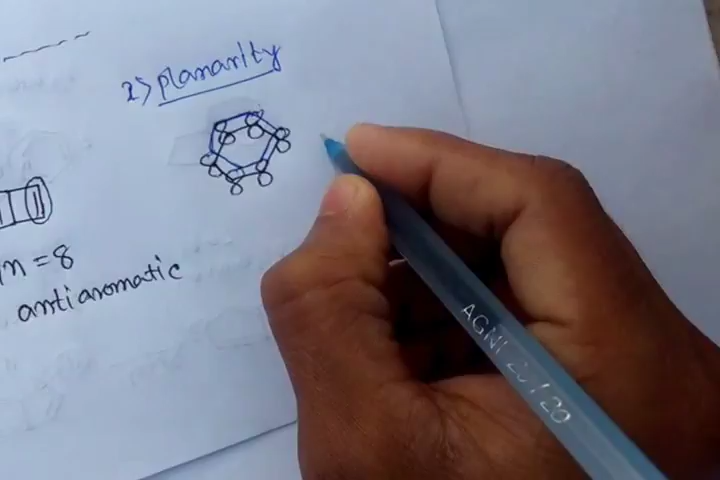 2) planarity
n = 8
antiaromatic
AGNI 20/20